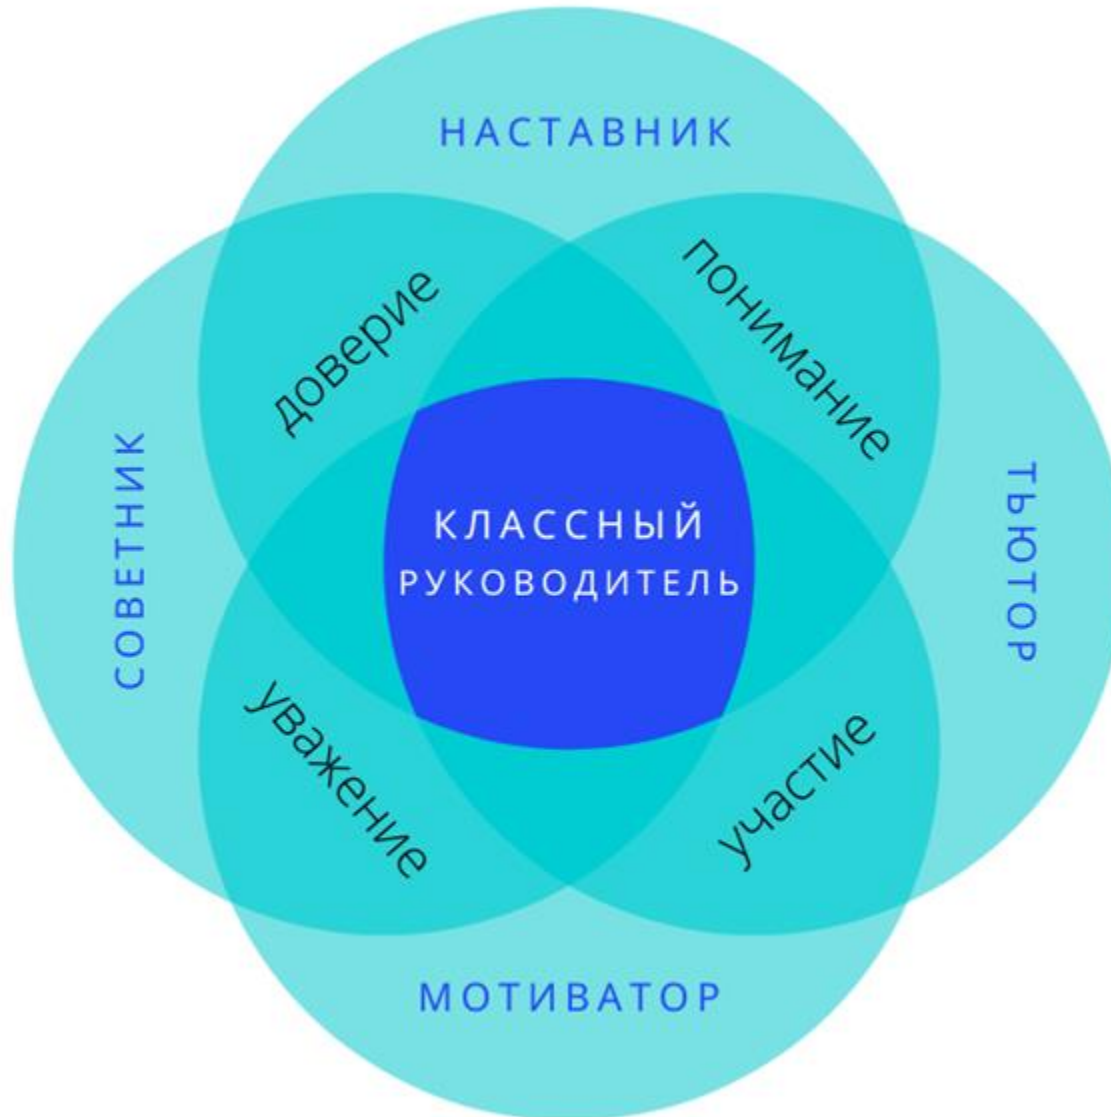 НАСТАВНИК
доверие
понимание
СОВЕТНИК
КЛАССНЫЙ
РУКОВОДИТЕЛЬ
ТЬЮТОР
уважение
участие
МОТИВАТОР